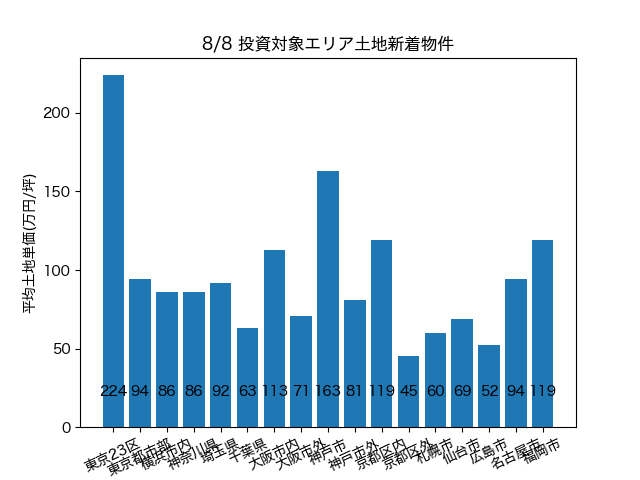 8/8 投資対象エリア土地新着物件
平均土地単価(万円/坪)
200
150
100
50
0
224 94 86 86 92 63 113 71 163 81 119 45 60 69 52 94 119
東京23区
東京都市部
横浜市内
神奈川県
埼玉県
千葉県
大阪市内
大阪市外
神戸市
神戸市外
京都区内
京都区外
札幌市
仙台市
広島市
名古屋市
福岡市